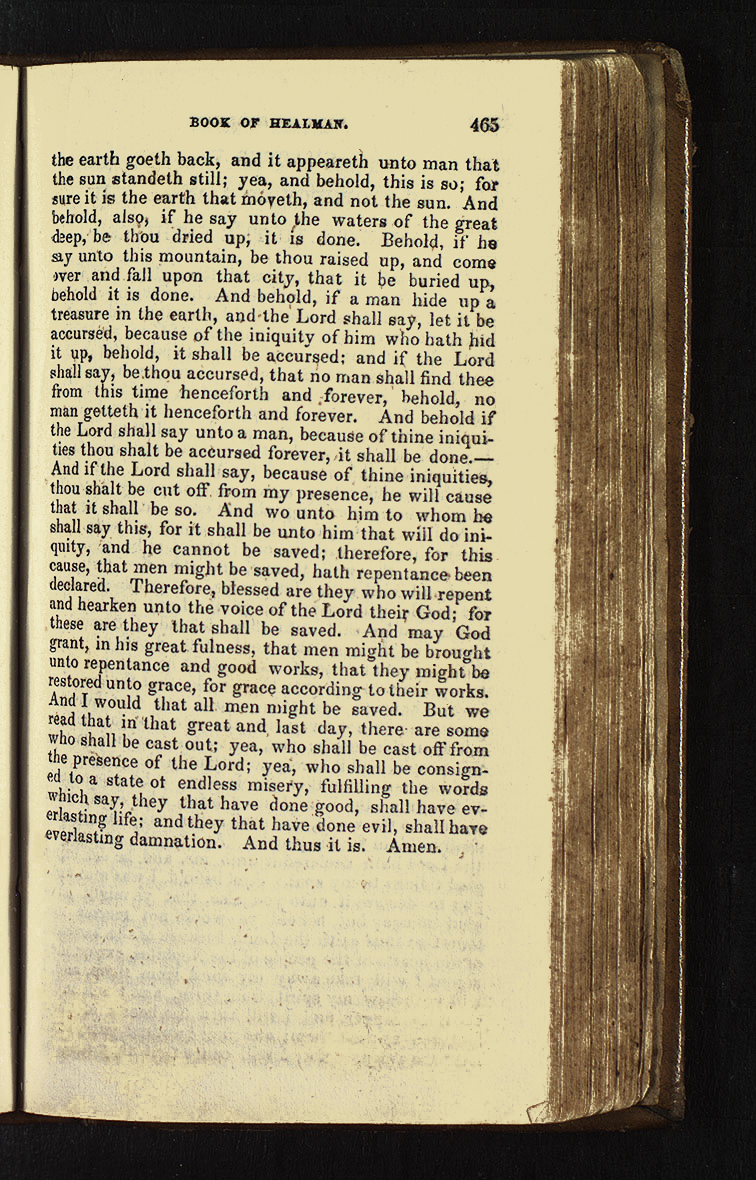 BOOK OF HEALMAN. 465
the earth goeth back, and it appeareth unto man that
the sun standeth still; yea, and behold, this is so; for
sure it is the earth that moveth, and not the sun. And
behold, also, if he say unto the waters of the great
deep, be thou dried up, it is done. Behold, if he
say unto this mountain, be thou raised up, and come
over and fall upon that city, that it be buried up,
behold it is done. And behold, if a man hide up a
treasure in the earth, and the Lord shall say, let it be
accursed, because of the iniquity of him who hath hid
it up, behold, it shall be accursed: and if the Lord
shall say, be thou accursed, that no man shall find thee
from this time henceforth and forever, behold, no
man getteth it henceforth and forever. And behold if
the Lord shall say unto a man, because of thine iniqui-
ties thou shalt be accursed forever, it shall be done.—
And if the Lord shall say, because of thine iniquities,
thou shalt be cut off from my presence, he will cause
that it shall be so. And wo unto him to whom he
shall say this, for it shall be unto him that will do ini-
quity, and he cannot be saved; therefore, for this
cause, that men might be saved, hath repentance been
declared. Therefore, blessed are they who will repent
and hearken unto the voice of the Lord their God; for
these are they that shall be saved. And may God
grant, in his great fulness, that men might be brought
unto repentance and good works, that they might be
restored unto grace, for grace according to their works.
And I would that all men might be saved. But we
read that in that great and last day, there are some
who shall be cast out; yea, who shall be cast off from
the presence of the Lord; yea, who shall be consign-
ed to a state of endless misery, fulfilling the words
which say, they that have done good, shall have ev-
erlasting life; and they that have done evil, shall have
everlasting damnation. And thus it is. Amen.